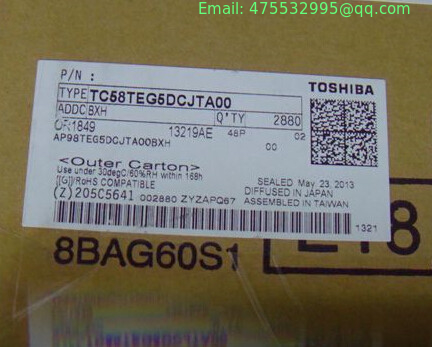 Email: 475532995@qq.com
P/N :
TOSHIBA
TYPE TC58TEG5DCJTA00
ADDC BXH Q'TY 2880
OR1849 13219AE 48P 02
AP98TEG5DCJTA00BXH 00
<Outer Carton>
Use under 30degC/60%RH within 168h
[[G]]/RoHS COMPATIBLE
SEALED May. 23, 2013
DIFFUSED IN JAPAN
ASSEMBLED IN TAIWAN
(Z)205C5641 002880 ZYZAPQ67
1321
8BAG60S1
E18